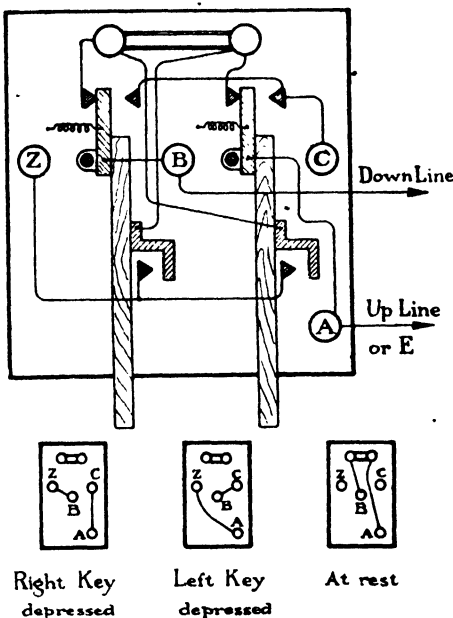 Z
B
C
Down Line
A
Up Line
or E
Z
C
B
A
Z
C
B
A
Z
C
B
A
Right Key
depressed
Left Key
depressed
At rest